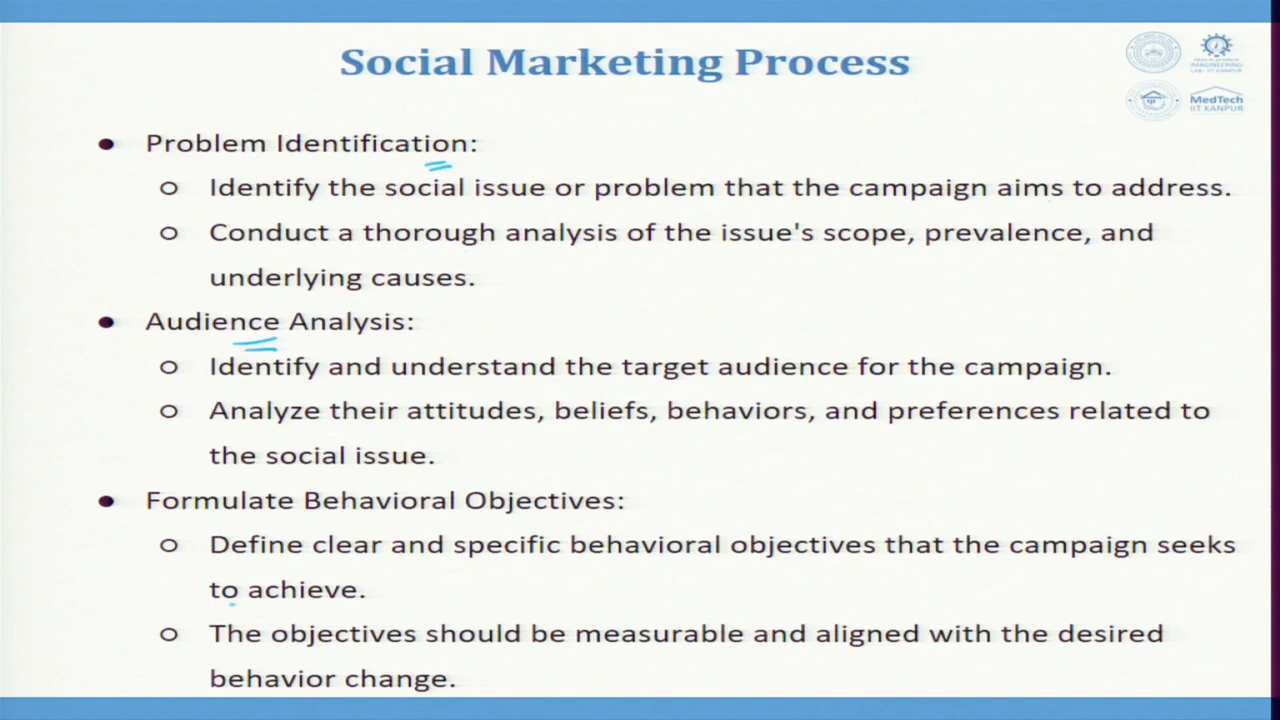 Social Marketing Process
IMAGINEERING
LAB- IIT KANPUR
MedTech
IIT KANPUR
● Problem Identification:
○ Identify the social issue or problem that the campaign aims to address.
○ Conduct a thorough analysis of the issue's scope, prevalence, and
underlying causes.
● Audience Analysis:
○ Identify and understand the target audience for the campaign.
○ Analyze their attitudes, beliefs, behaviors, and preferences related to
the social issue.
● Formulate Behavioral Objectives:
○ Define clear and specific behavioral objectives that the campaign seeks
to achieve.
○ The objectives should be measurable and aligned with the desired
behavior change.